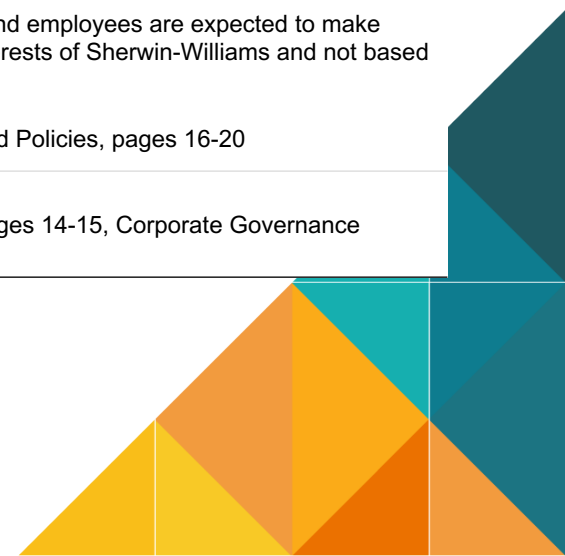 nd employees are expected to make
rests of Sherwin-Williams and not based
d Policies, pages 16-20
ges 14-15, Corporate Governance